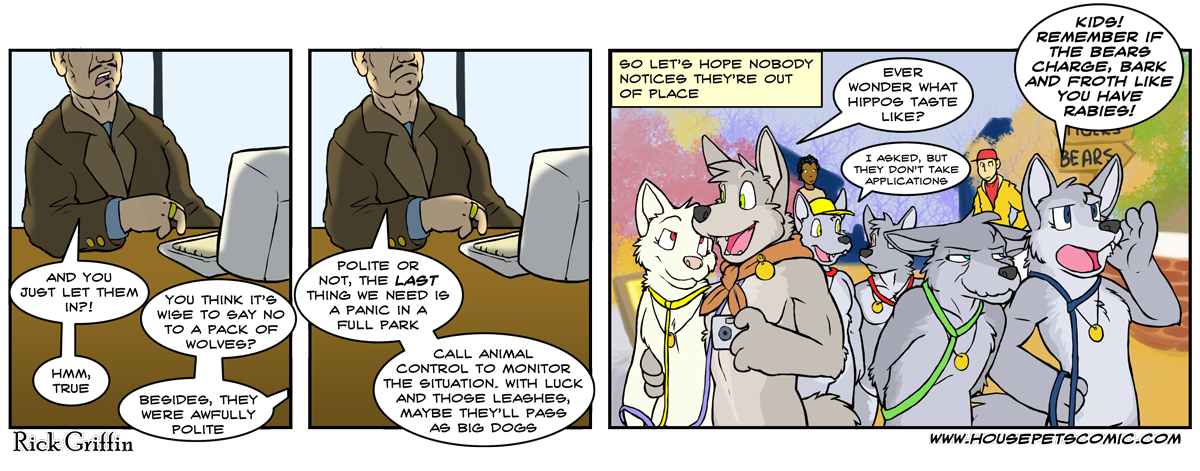 AND YOU
JUST LET THEM
IN?!
YOU THINK IT'S
WISE TO SAY NO
TO A PACK OF
WOLVES?
HMM,
TRUE
BESIDES, THEY
WERE AWFULLY
POLITE
POLITE OR
NOT, THE LAST
THING WE NEED IS
A PANIC IN A
FULL PARK
CALL ANIMAL
CONTROL TO MONITOR
THE SITUATION. WITH LUCK
AND THOSE LEASHES,
MAYBE THEY'LL PASS
AS BIG DOGS
SO LET'S HOPE NOBODY
NOTICES THEY'RE OUT
OF PLACE
EVER
WONDER WHAT
HIPPOS TASTE
LIKE?
I ASKED, BUT
THEY DON'T TAKE
APPLICATIONS
KIDS!
REMEMBER IF
THE BEARS
CHARGE, BARK
AND FROTH LIKE
YOU HAVE
RABIES!
BEARS
Rick Griffin
WWW.HOUSEPETSCOMIC.COM